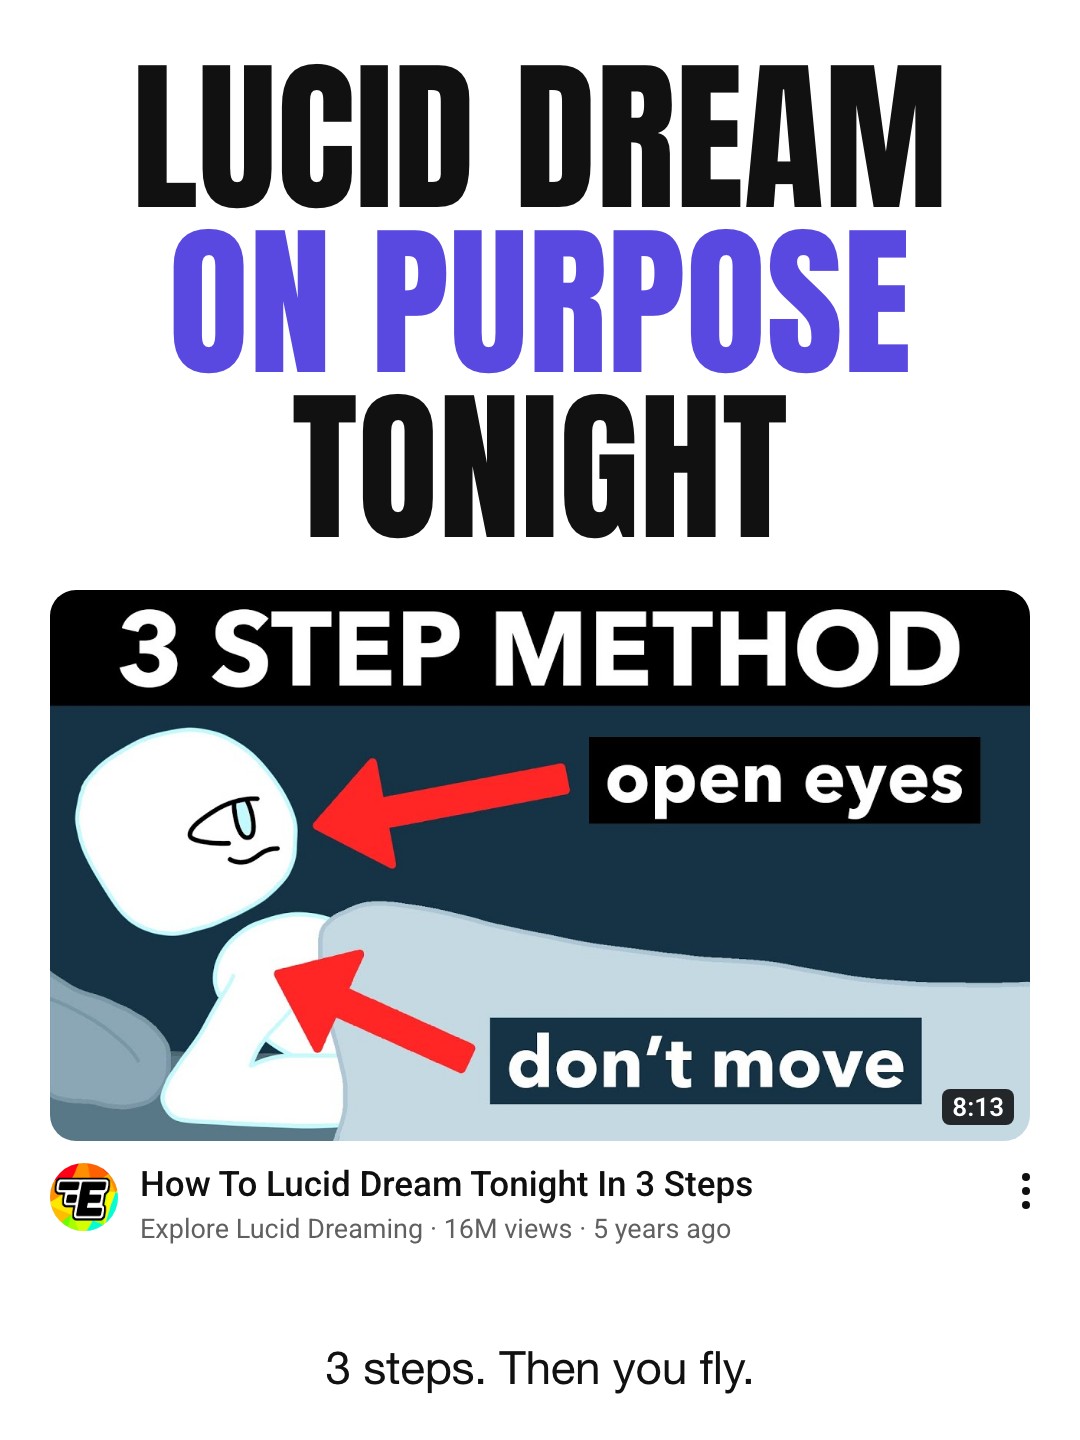 LUCID DREAM
ON PURPOSE
TONIGHT
3 STEP METHOD
open eyes
don't move
8:13
E
How To Lucid Dream Tonight In 3 Steps
Explore Lucid Dreaming · 16M views · 5 years ago
3 steps. Then you fly.